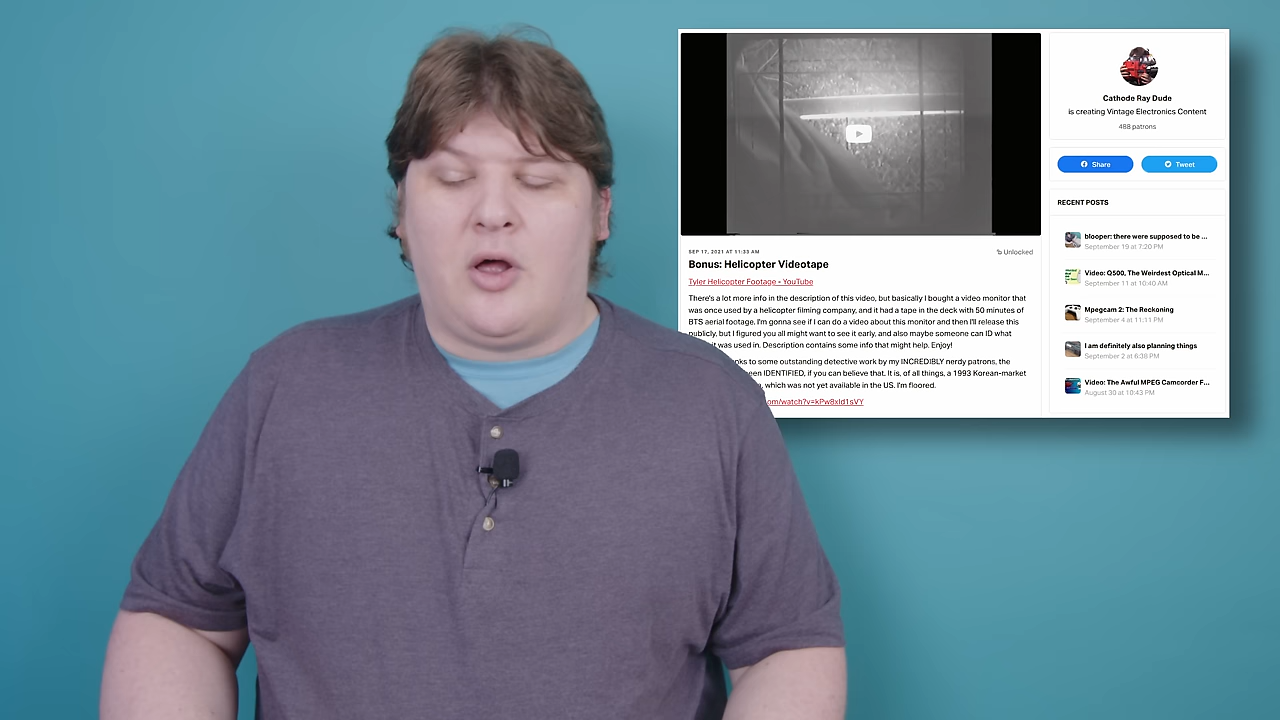 SEP 17, 2021 AT 11:33 AM
Unlocked
Bonus: Helicopter Videotape
Tyler Helicopter Footage - YouTube
There's a lot more info in the description of this video, but basically I bought a video monitor that
was once used by a helicopter filming company, and it had a tape in the deck with 50 minutes of
BTS aerial footage. I'm gonna see if I can do a video about this monitor and then I'll release this
publicly, but I figured you all might want to see it early, and also maybe someone can ID what
it was used in. Description contains some info that might help. Enjoy!
to some outstanding detective work by my INCREDIBLY nerdy patrons, the
IDENTIFIED, if you can believe that. It is, of all things, a 1993 Korean-market
, which was not yet available in the US. I'm floored.
om/watch?v=kPw8xId1sVY
Cathode Ray Dude
is creating Vintage Electronics Content
488 patrons
Share
Tweet
RECENT POSTS
blooper: there were supposed to be ...
September 19 at 7:20 PM
Video: Q500, The Weirdest Optical M...
September 11 at 10:40 AM
Mpegcam 2: The Reckoning
September 4 at 11:11 PM
I am definitely also planning things
September 2 at 6:38 PM
Video: The Awful MPEG Camcorder F...
August 30 at 10:43 PM